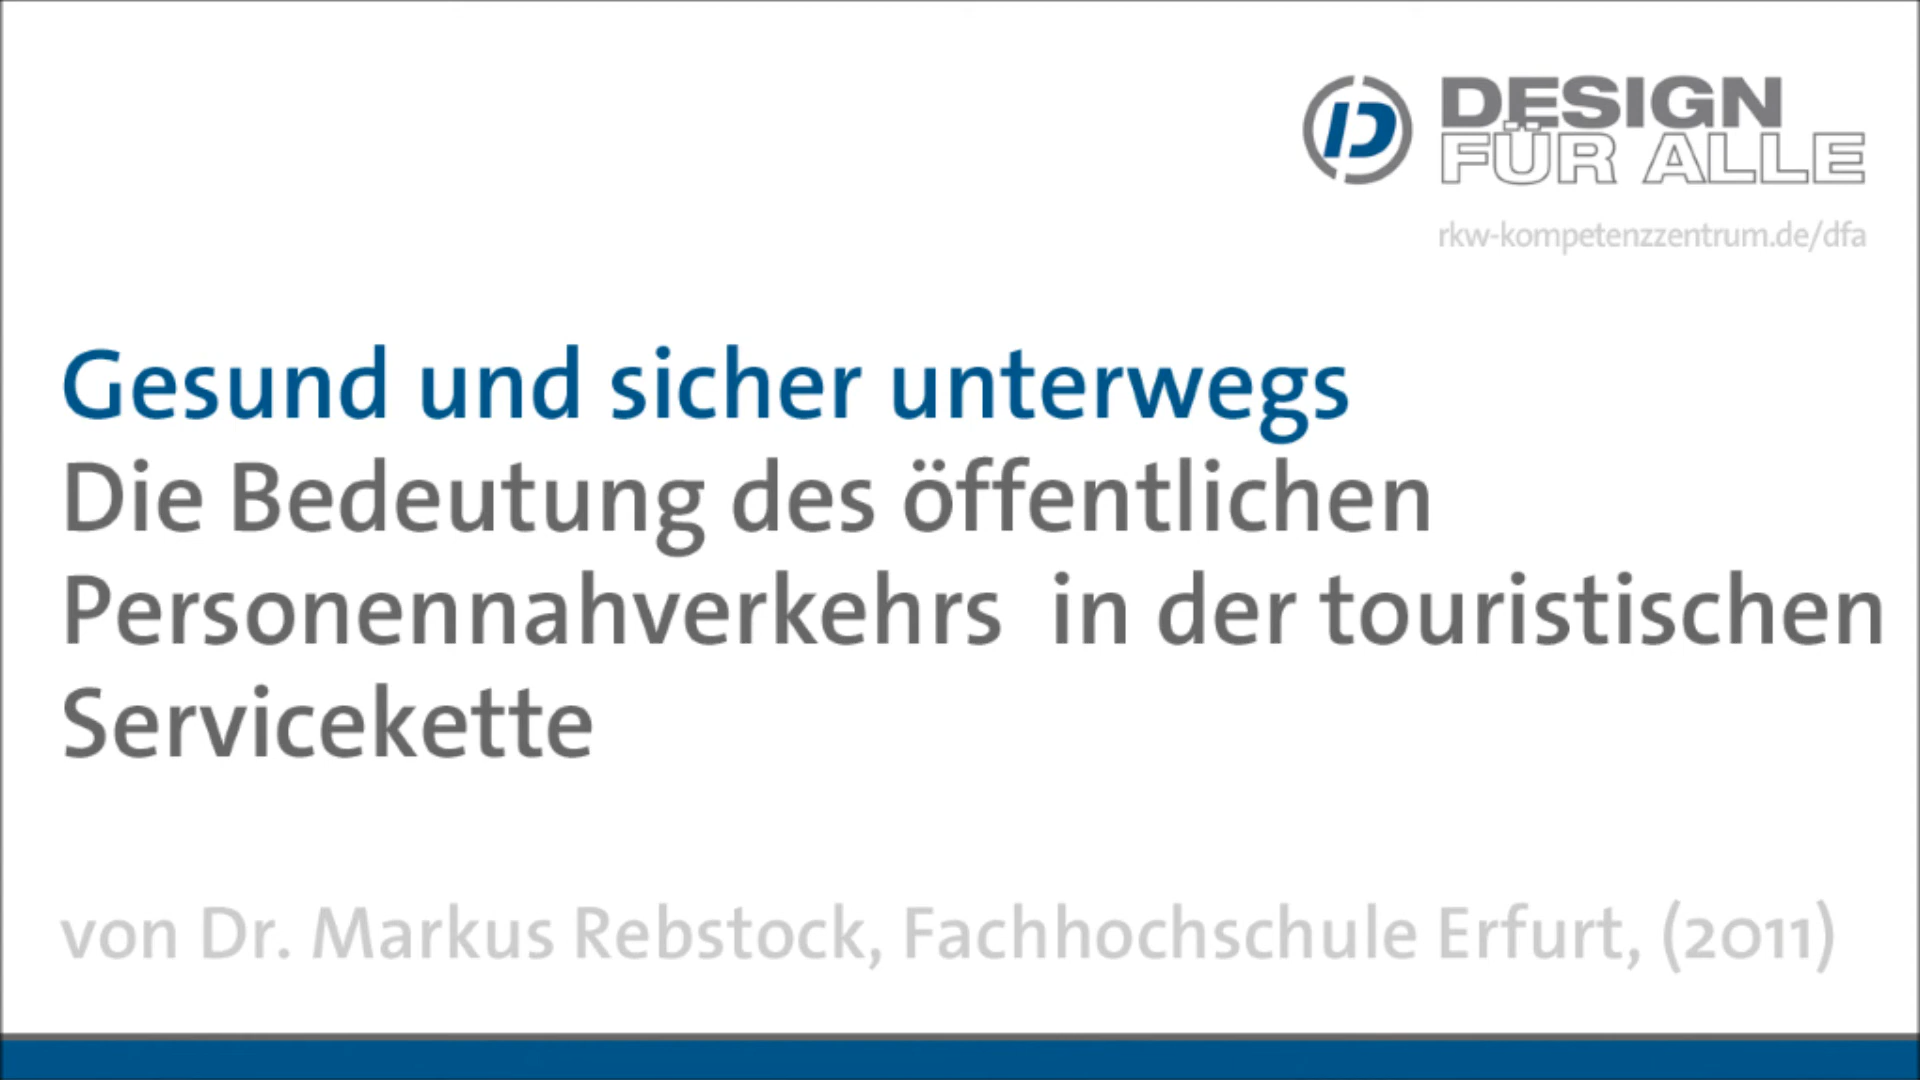 DESIGN
FÜR ALLE
rkw-kompetenzzentrum.de/dfa
Gesund und sicher unterwegs
Die Bedeutung des öffentlichen
Personennahverkehrs  in der touristischen
Servicekette
von Dr. Markus Rebstock, Fachhochschule Erfurt, (2011)